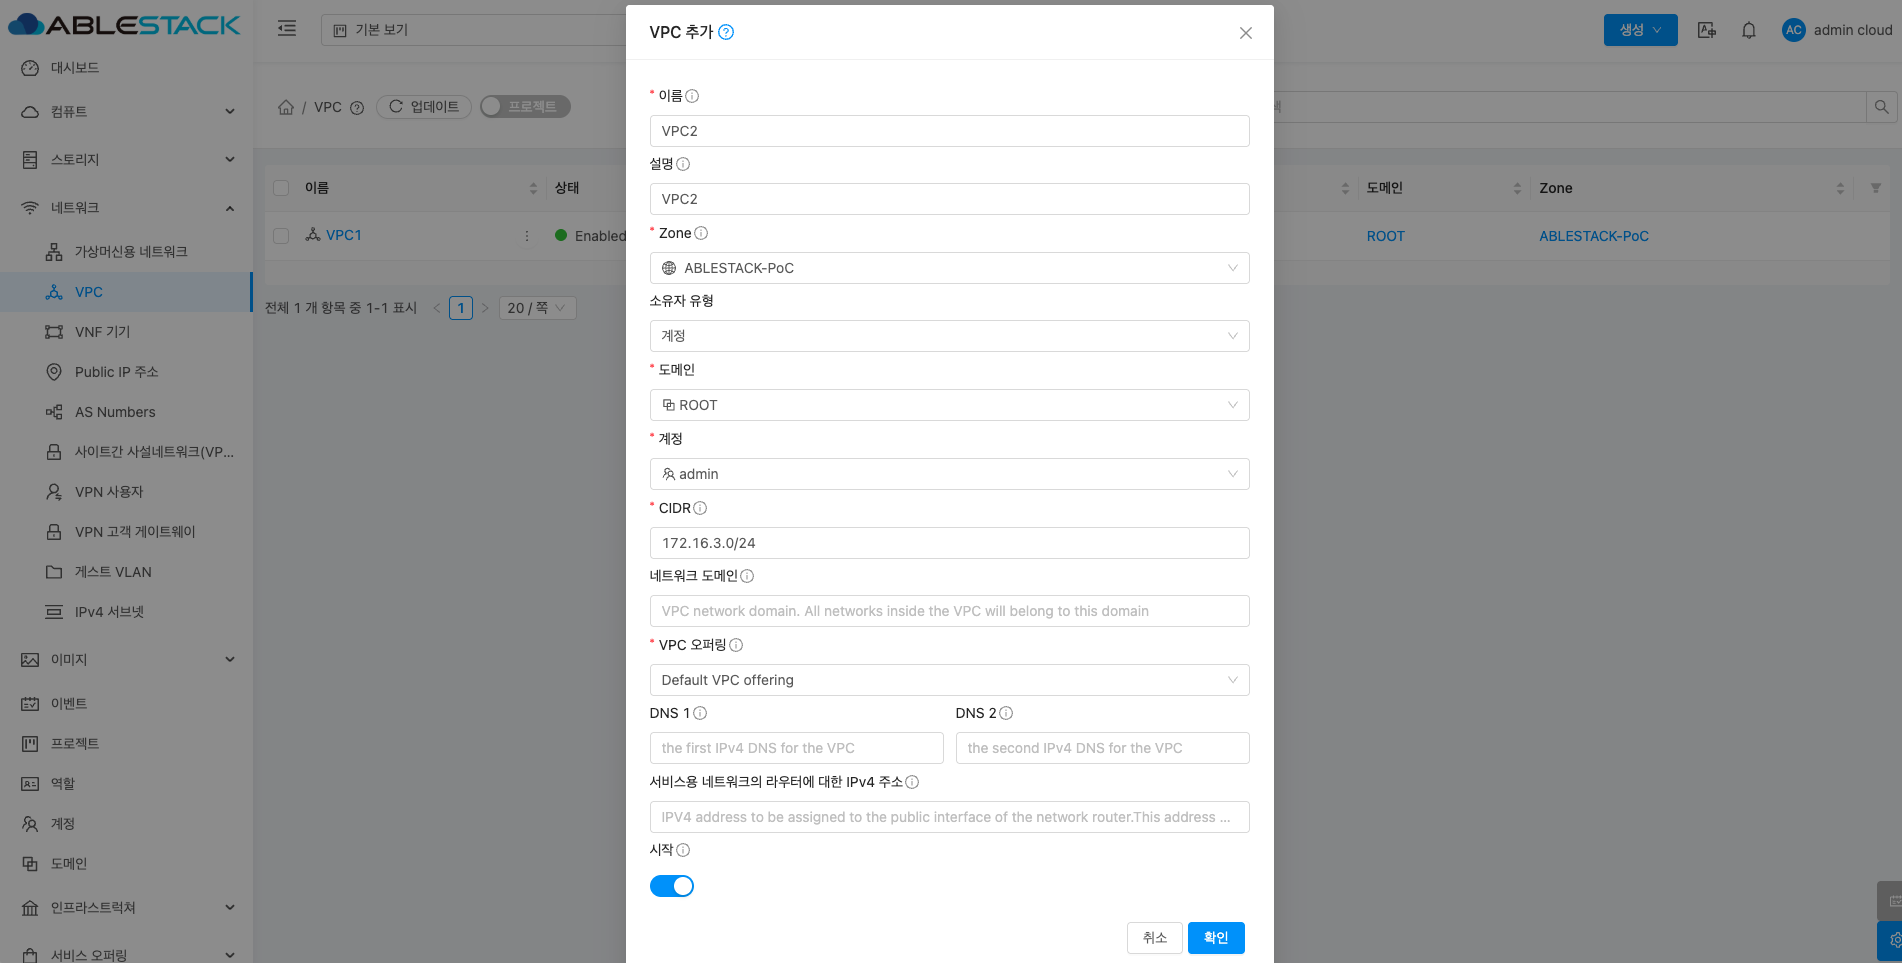 ABLESTACK
기본 보기
생성
AC
admin cloud
대시보드
컴퓨트
스토리지
네트워크
가상머신용 네트워크
VPC
VNF 기기
Public IP 주소
AS Numbers
사이트간 사설네트워크(VP...
VPN 사용자
VPN 고객 게이트웨이
게스트 VLAN
IPv4 서브넷
이미지
이벤트
프로젝트
역할
계정
도메인
인프라스트럭쳐
서비스 오퍼링
/ VPC
업데이트
프로젝트
이름
상태
도메인
Zone
VPC1
Enabled
ROOT
ABLESTACK-PoC
전체 1 개 항목 중 1-1 표시
< 1 >
20 / 쪽
VPC 추가
* 이름
VPC2
설명
VPC2
* Zone
ABLESTACK-PoC
소유자 유형
계정
* 도메인
ROOT
* 계정
admin
* CIDR
172.16.3.0/24
네트워크 도메인
VPC network domain. All networks inside the VPC will belong to this domain
* VPC 오퍼링
Default VPC offering
DNS 1
DNS 2
the first IPv4 DNS for the VPC
the second IPv4 DNS for the VPC
서비스용 네트워크의 라우터에 대한 IPv4 주소
IPV4 address to be assigned to the public interface of the network router.This address ...
시작
취소
확인